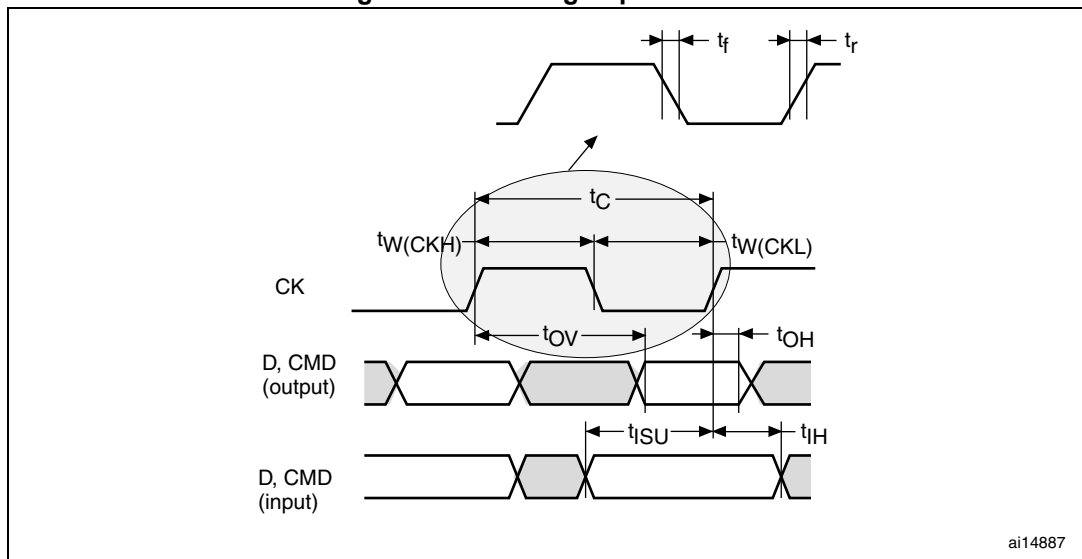 tf
tr
tC
tW(CKH)
tW(CKL)
CK
tOV
tOH
D, CMD
(output)
tISU
tIH
D, CMD
(input)
ai14887